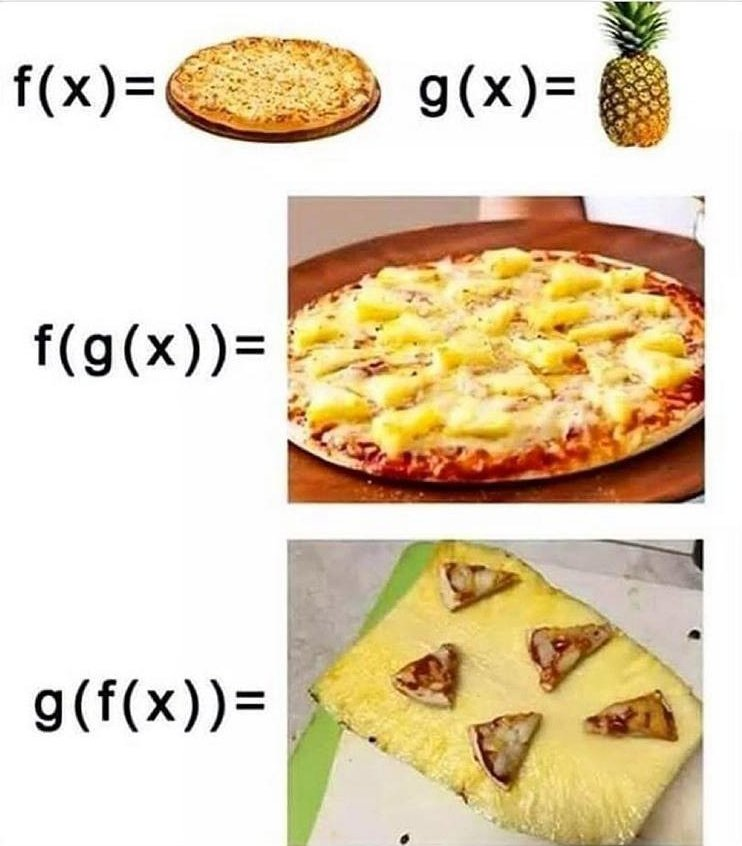 f(x)= g(x)=
f(g(x))=
g(f(x))=